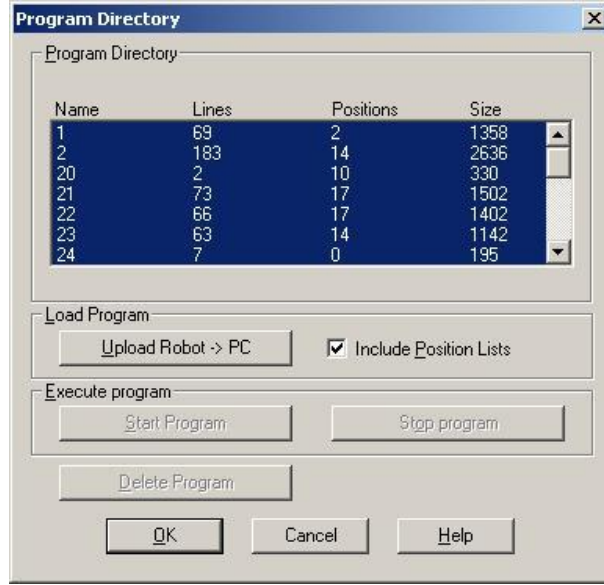 Program Directory
Program Directory
Name Lines Positions Size
1 69 2 1358
2 183 14 2636
20 2 10 330
21 73 17 1502
22 66 17 1402
23 63 14 1142
24 7 0 195
Load Program
Upload Robot -> PC Include Position Lists
Execute program
Start Program Stop program
Delete Program
OK Cancel Help